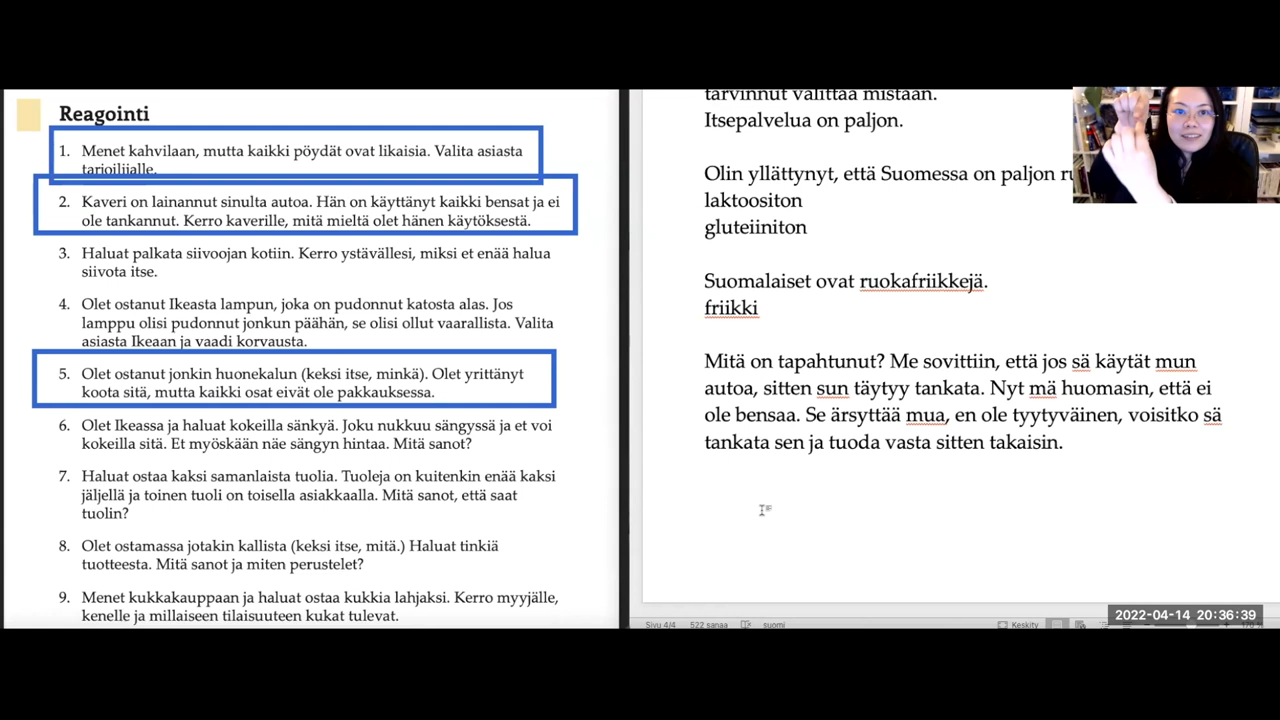 Reagointi
1. Menet kahvilaan, mutta kaikki pöydät ovat likaisia. Valita asiasta
tarjoilijalle.
2. Kaveri on lainannut sinulta autoa. Hän on käyttänyt kaikki bensat ja ei
ole tankannut. Kerro kaverille, mitä mieltä olet hänen käytöksestä.
3. Haluat palkata siivoojan kotiin. Kerro ystävällesi, miksi et enää halua
siivota itse.
4. Olet ostanut Ikeasta lampun, joka on pudonnut katosta alas. Jos
lamppu olisi pudonnut jonkun päähän, se olisi ollut vaarallista. Valita
asiasta Ikeaan ja vaadi korvausta.
5. Olet ostanut jonkin huonekalun (keksi itse, minkä). Olet yrittänyt
koota sitä, mutta kaikki osat eivät ole pakkauksessa.
6. Olet Ikeassa ja haluat kokeilla sänkyä. Joku nukkuu sängyssä ja et voi
kokeilla sitä. Et myöskään näe sängyn hintaa. Mitä sanot?
7. Haluat ostaa kaksi samanlaista tuolia. Tuoleja on kuitenkin enää kaksi
jäljellä ja toinen tuoli on toisella asiakkaalla. Mitä sanot, että saat
tuolin?
8. Olet ostamassa jotakin kallista (keksi itse, mitä.) Haluat tinkiä
tuotteesta. Mitä sanot ja miten perustelet?
9. Menet kukkakauppaan ja haluat ostaa kukkia lahjaksi. Kerro myyjälle,
kenelle ja millaiseen tilaisuuteen kukat tulevat.
tarvinnut valittaa mistään.
Itsepalvelua on paljon.
Olin yllättynyt, että Suomessa on paljon
laktoositon
gluteiiniton
Suomalaiset ovat ruokafriikkejä.
friikki
Mitä on tapahtunut? Me sovittiin, että jos sä käytät mun
autoa, sitten sun täytyy tankata. Nyt mä huomasin, että ei
ole bensaa. Se ärsyttää mua, en ole tyytyväinen, voisitko sä
tankata sen ja tuoda vasta sitten takaisin.
Sivu 4/4 522 sanaa suomi Keskity
2022-04-14 20:36:39